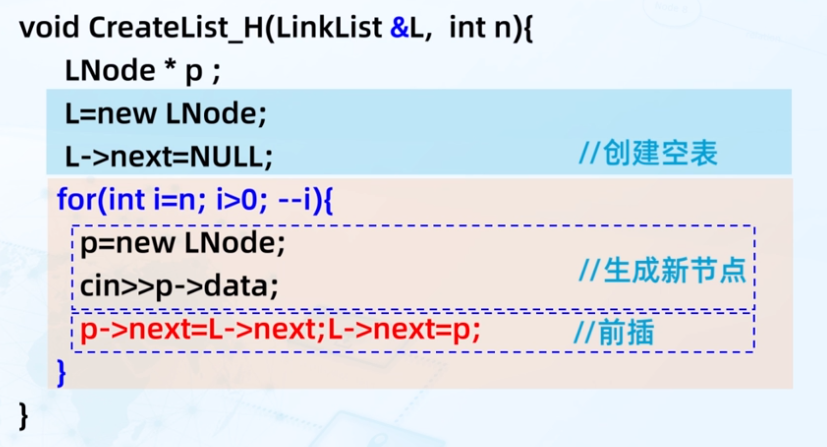 void CreateList_H(LinkList &L, int n){
LNode * p ;
L=new LNode;
L->next=NULL; //创建空表
for(int i=n; i>0; --i){
p=new LNode;
cin>>p->data; //生成新节点
p->next=L->next;L->next=p; //前插
}
}